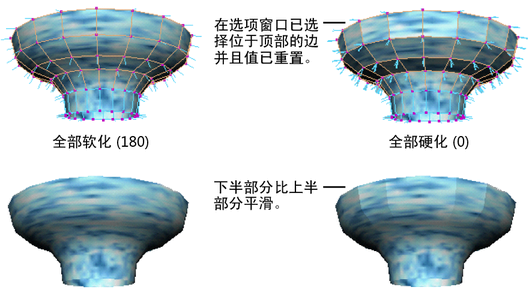 在选项窗口已选
择位于顶部的边
并且值已重置。
全部软化 (180)
全部硬化 (0)
下半部分比上半
部分平滑。